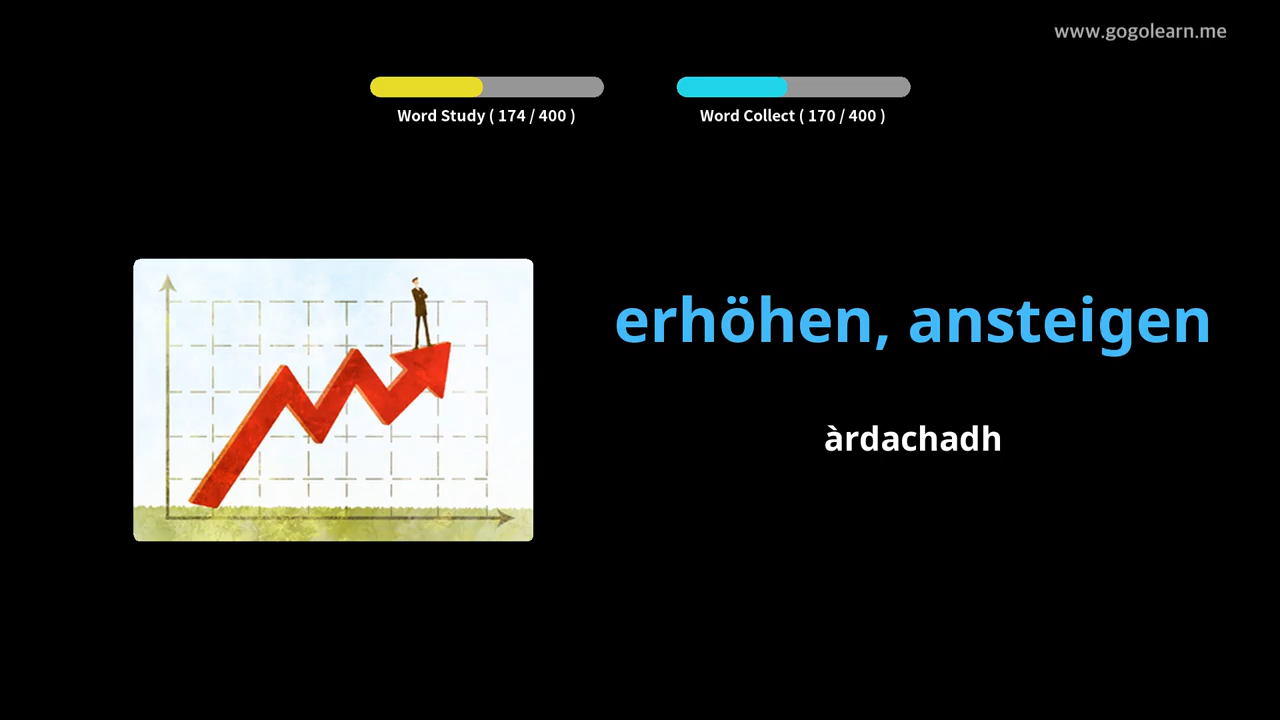 www.gogolearn.me
Word Study ( 174 / 400 )
Word Collect ( 170 / 400 )
erhöhen, ansteigen
àrdachadh